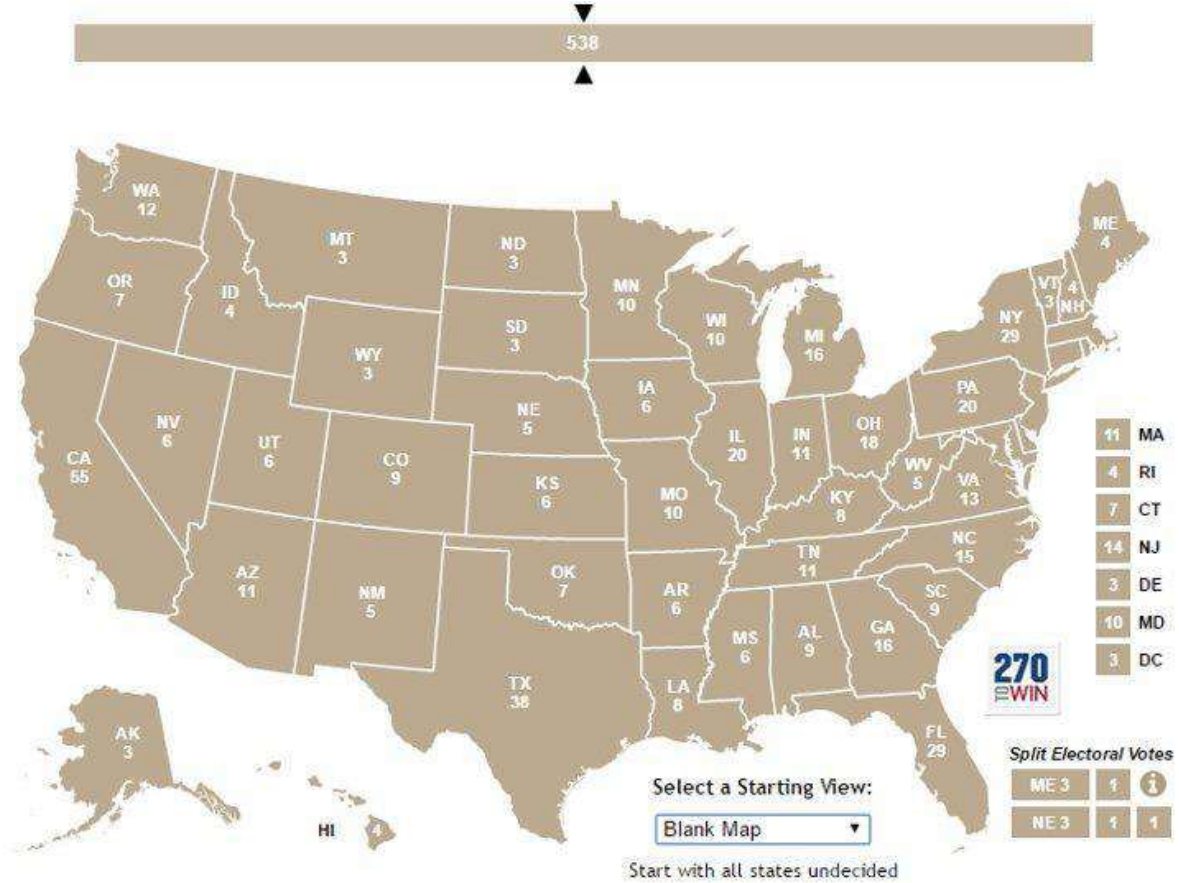 538
WA
12
OR
7
CA
55
ID
4
NV
6
MT
3
WY
3
UT
6
AZ
11
CO
9
NM
5
ND
3
SD
3
NE
5
KS
6
OK
7
TX
38
MN
10
IA
6
MO
10
AR
6
LA
8
WI
10
IL
20
MS
6
MI
16
IN
11
KY
8
TN
11
AL
9
OH
18
GA
16
FL
29
WV
5
VA
13
NC
15
SC
9
PA
20
NY
29
VT
3
4
NH
ME
4
AK
3
HI 4
11 MA
4 RI
7 CT
14 NJ
3 DE
10 MD
3 DC
270
TO WIN
Split Electoral Votes
ME 3 1 i
NE 3 1 1
Select a Starting View:
Blank Map
Start with all states undecided